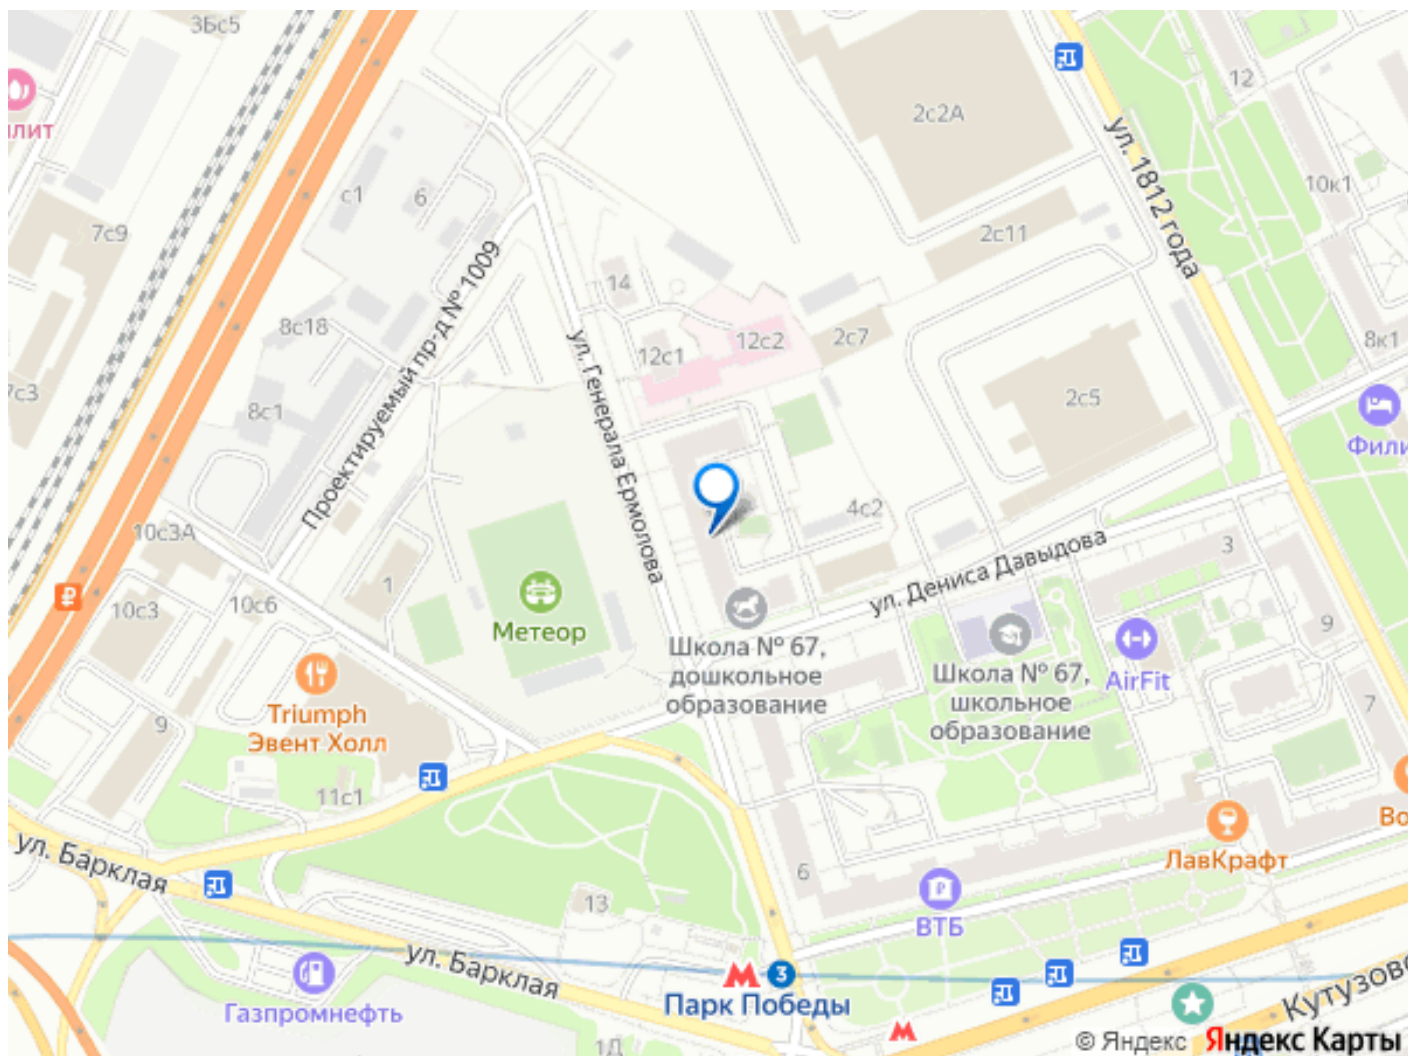 3Бс5
12
2с2А
ул. 1812 года
10к1
с1
6
7с9
2с11
Проектируемый пр-д № 1009
14
8с18
ул. Генерала Ермолова
12с1
12с2
2с7
8к1
7с3
8с1
2с5
Фили
10с3А
4с2
ул. Дениса Давыдова
3
1
10с3
10с6
Метеор
9
Школа № 67,
дошкольное
образование
Школа № 67,
школьное
образование
AirFit
7
Triumph
Эвент Холл
9
11с1
Во
ул. Барклая
ЛавКрафт
6
13
ВТБ
ул. Барклая
3
Парк Победы
Газпромнефть
Кутузово
1Д
© Яндекс Яндекс Карты